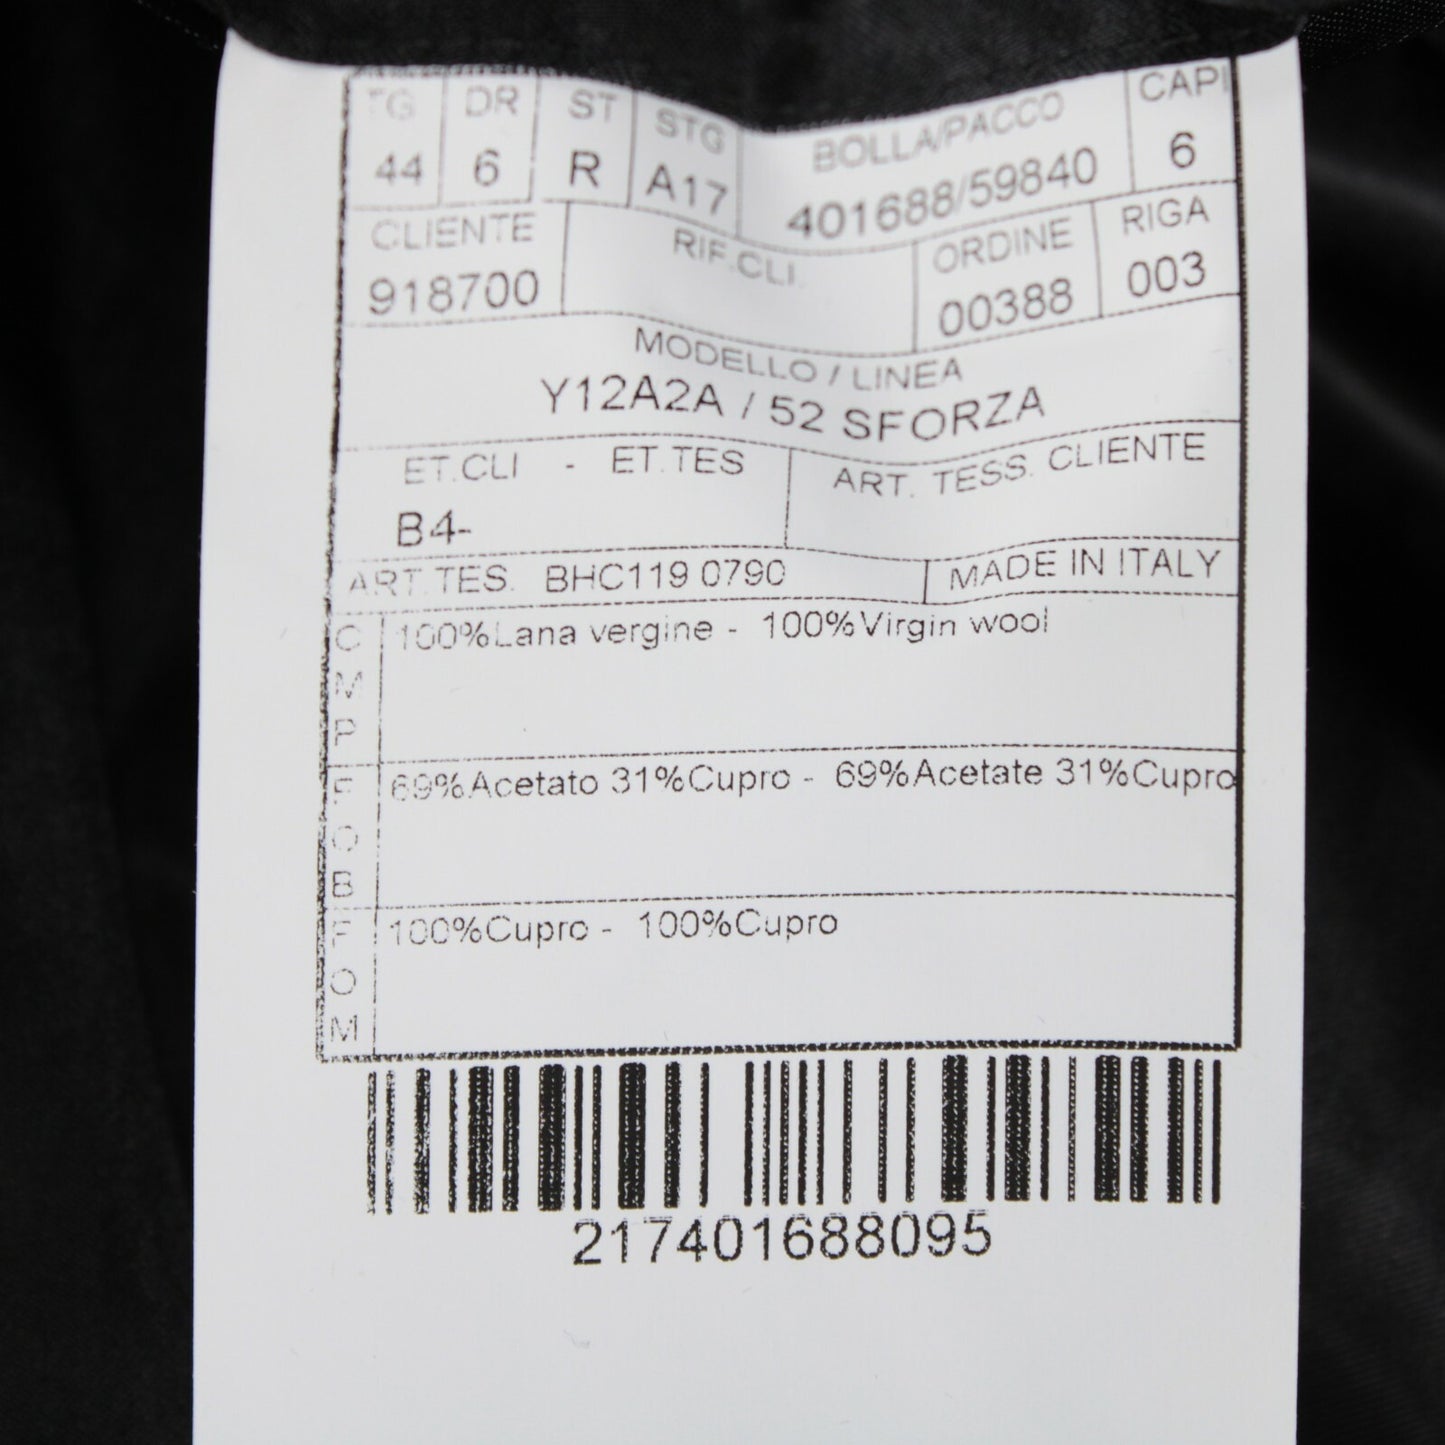 TG DR ST STG BOLLA/PACCO CAPI
44 6 R A17 401688/59840 6
CLIENTE RIF.CLI. ORDINE RIGA
918700 00388 003
MODELLO / LINEA
Y12A2A / 52 SFORZA
ET.CLI - ET.TES ART. TESS. CLIENTE
B4-
ART.TES. BHC119 0790 MADE IN ITALY
CMP 100%Lana vergine - 100%Virgin wool
FOB 69%Acetato 31%Cupro - 69%Acetate 31%Cupro
FOM 100%Cupro - 100%Cupro
217401688095